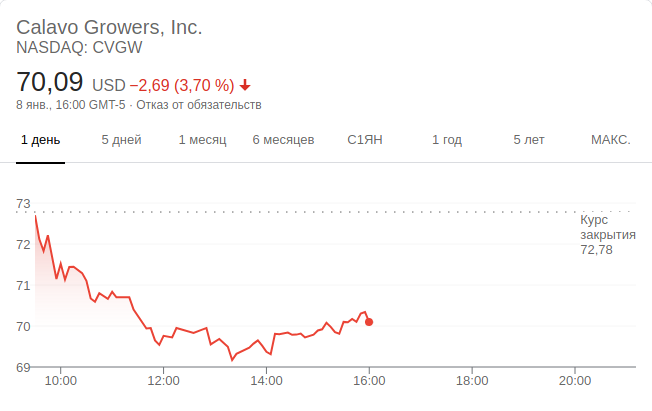 Calavo Growers, Inc.
NASDAQ: CVGW
70,09 USD −2,69 (3,70 %)
8 янв., 16:00 GMT-5 · Отказ от обязательств
1 день 5 дней 1 месяц 6 месяцев С1ЯН 1 год 5 лет МАКС.
73
Курс
закрытия
72,78
72
71
70
69
10:00 12:00 14:00 16:00 18:00 20:00